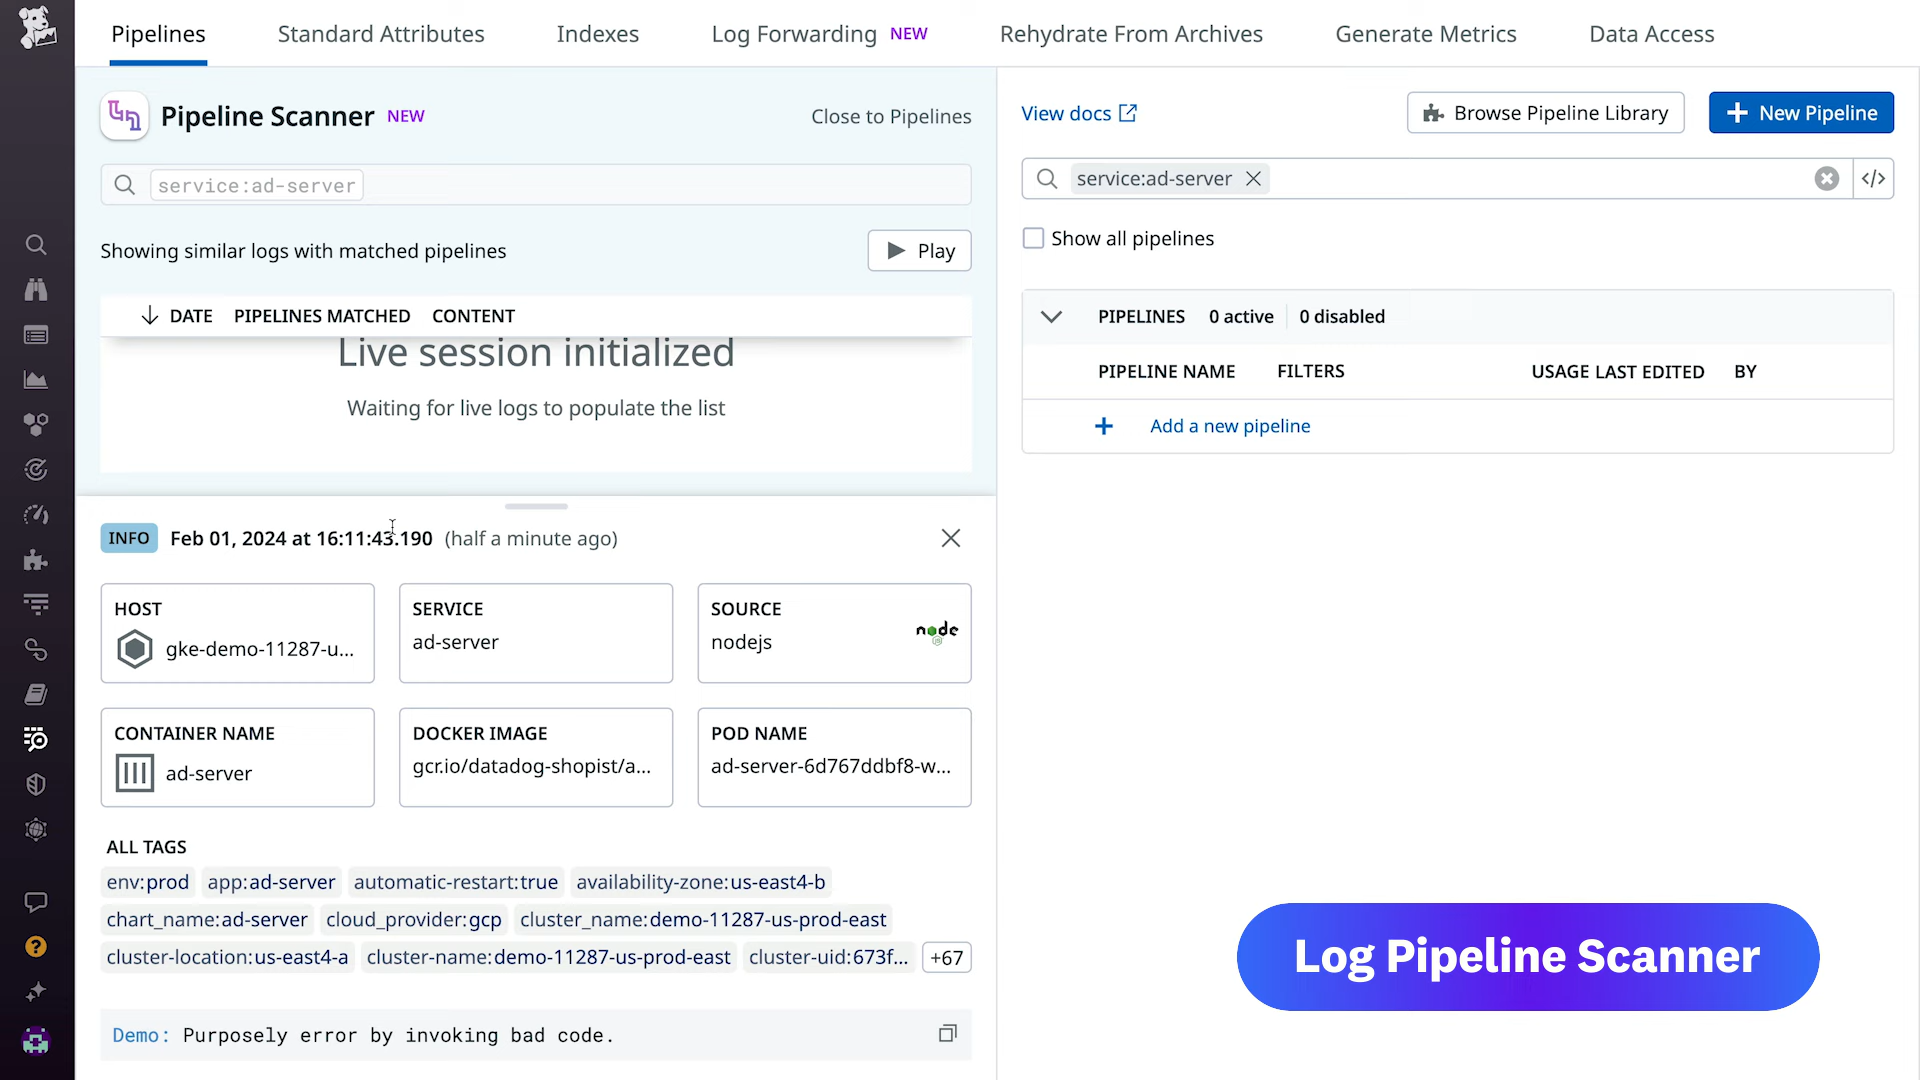 Pipelines Standard Attributes Indexes Log Forwarding NEW Rehydrate From Archives Generate Metrics Data Access
Pipeline Scanner NEW Close to Pipelines
service:ad-server
Showing similar logs with matched pipelines Play
DATE PIPELINES MATCHED CONTENT
Live session initialized
Waiting for live logs to populate the list
INFO Feb 01, 2024 at 16:11:43.190 (half a minute ago)
HOST
gke-demo-11287-u...
SERVICE
ad-server
SOURCE
nodejs
node
JS
CONTAINER NAME
ad-server
DOCKER IMAGE
gcr.io/datadog-shopist/a...
POD NAME
ad-server-6d767ddbf8-w...
ALL TAGS
env:prod app:ad-server automatic-restart:true availability-zone:us-east4-b
chart_name:ad-server cloud_provider:gcp cluster_name:demo-11287-us-prod-east
cluster-location:us-east4-a cluster-name:demo-11287-us-prod-east cluster-uid:673f... +67
Demo: Purposely error by invoking bad code.
View docs Browse Pipeline Library + New Pipeline
service:ad-server </>
Show all pipelines
PIPELINES 0 active 0 disabled
PIPELINE NAME FILTERS USAGE LAST EDITED BY
+ Add a new pipeline
Log Pipeline Scanner